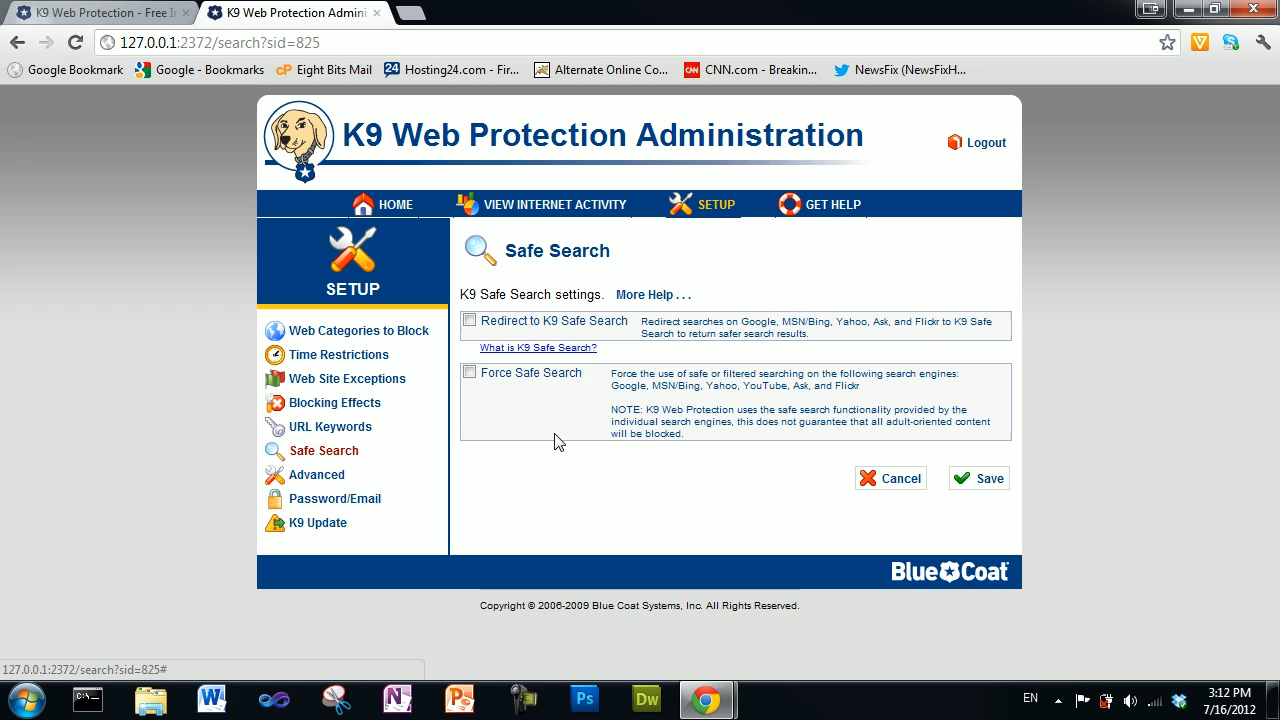 K9 Web Protection - Free In
K9 Web Protection Admini
127.0.0.1:2372/search?sid=825
Google Bookmark
Google - Bookmarks
cP Eight Bits Mail
24 Hosting24.com - Fir...
Alternate Online Co...
CNN CNN.com - Breakin...
NewsFix (NewsFixH...
K9 Web Protection Administration
Logout
HOME
VIEW INTERNET ACTIVITY
SETUP
GET HELP
SETUP
Web Categories to Block
Time Restrictions
Web Site Exceptions
Blocking Effects
URL Keywords
Safe Search
Advanced
Password/Email
K9 Update
Safe Search
K9 Safe Search settings. More Help . . .
Redirect to K9 Safe Search
Redirect searches on Google, MSN/Bing, Yahoo, Ask, and Flickr to K9 Safe
Search to return safer search results.
What is K9 Safe Search?
Force Safe Search
Force the use of safe or filtered searching on the following search engines:
Google, MSN/Bing, Yahoo, YouTube, Ask, and Flickr
NOTE: K9 Web Protection uses the safe search functionality provided by the
individual search engines, this does not guarantee that all adult-oriented content
will be blocked.
Cancel
Save
Blue Coat
Copyright © 2006-2009 Blue Coat Systems, Inc. All Rights Reserved.
127.0.0.1:2372/search?sid=825#
C:\
W
N
P
Ps
Dw
EN
3:12 PM
7/16/2012